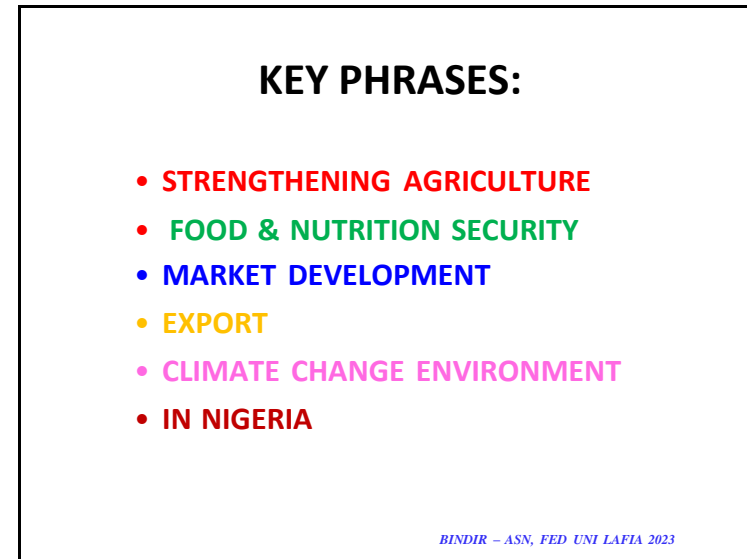 KEY PHRASES:
• STRENGTHENING AGRICULTURE
• FOOD & NUTRITION SECURITY
• MARKET DEVELOPMENT
• EXPORT
• CLIMATE CHANGE ENVIRONMENT
• IN NIGERIA
BINDIR – ASN, FED UNI LAFIA 2023